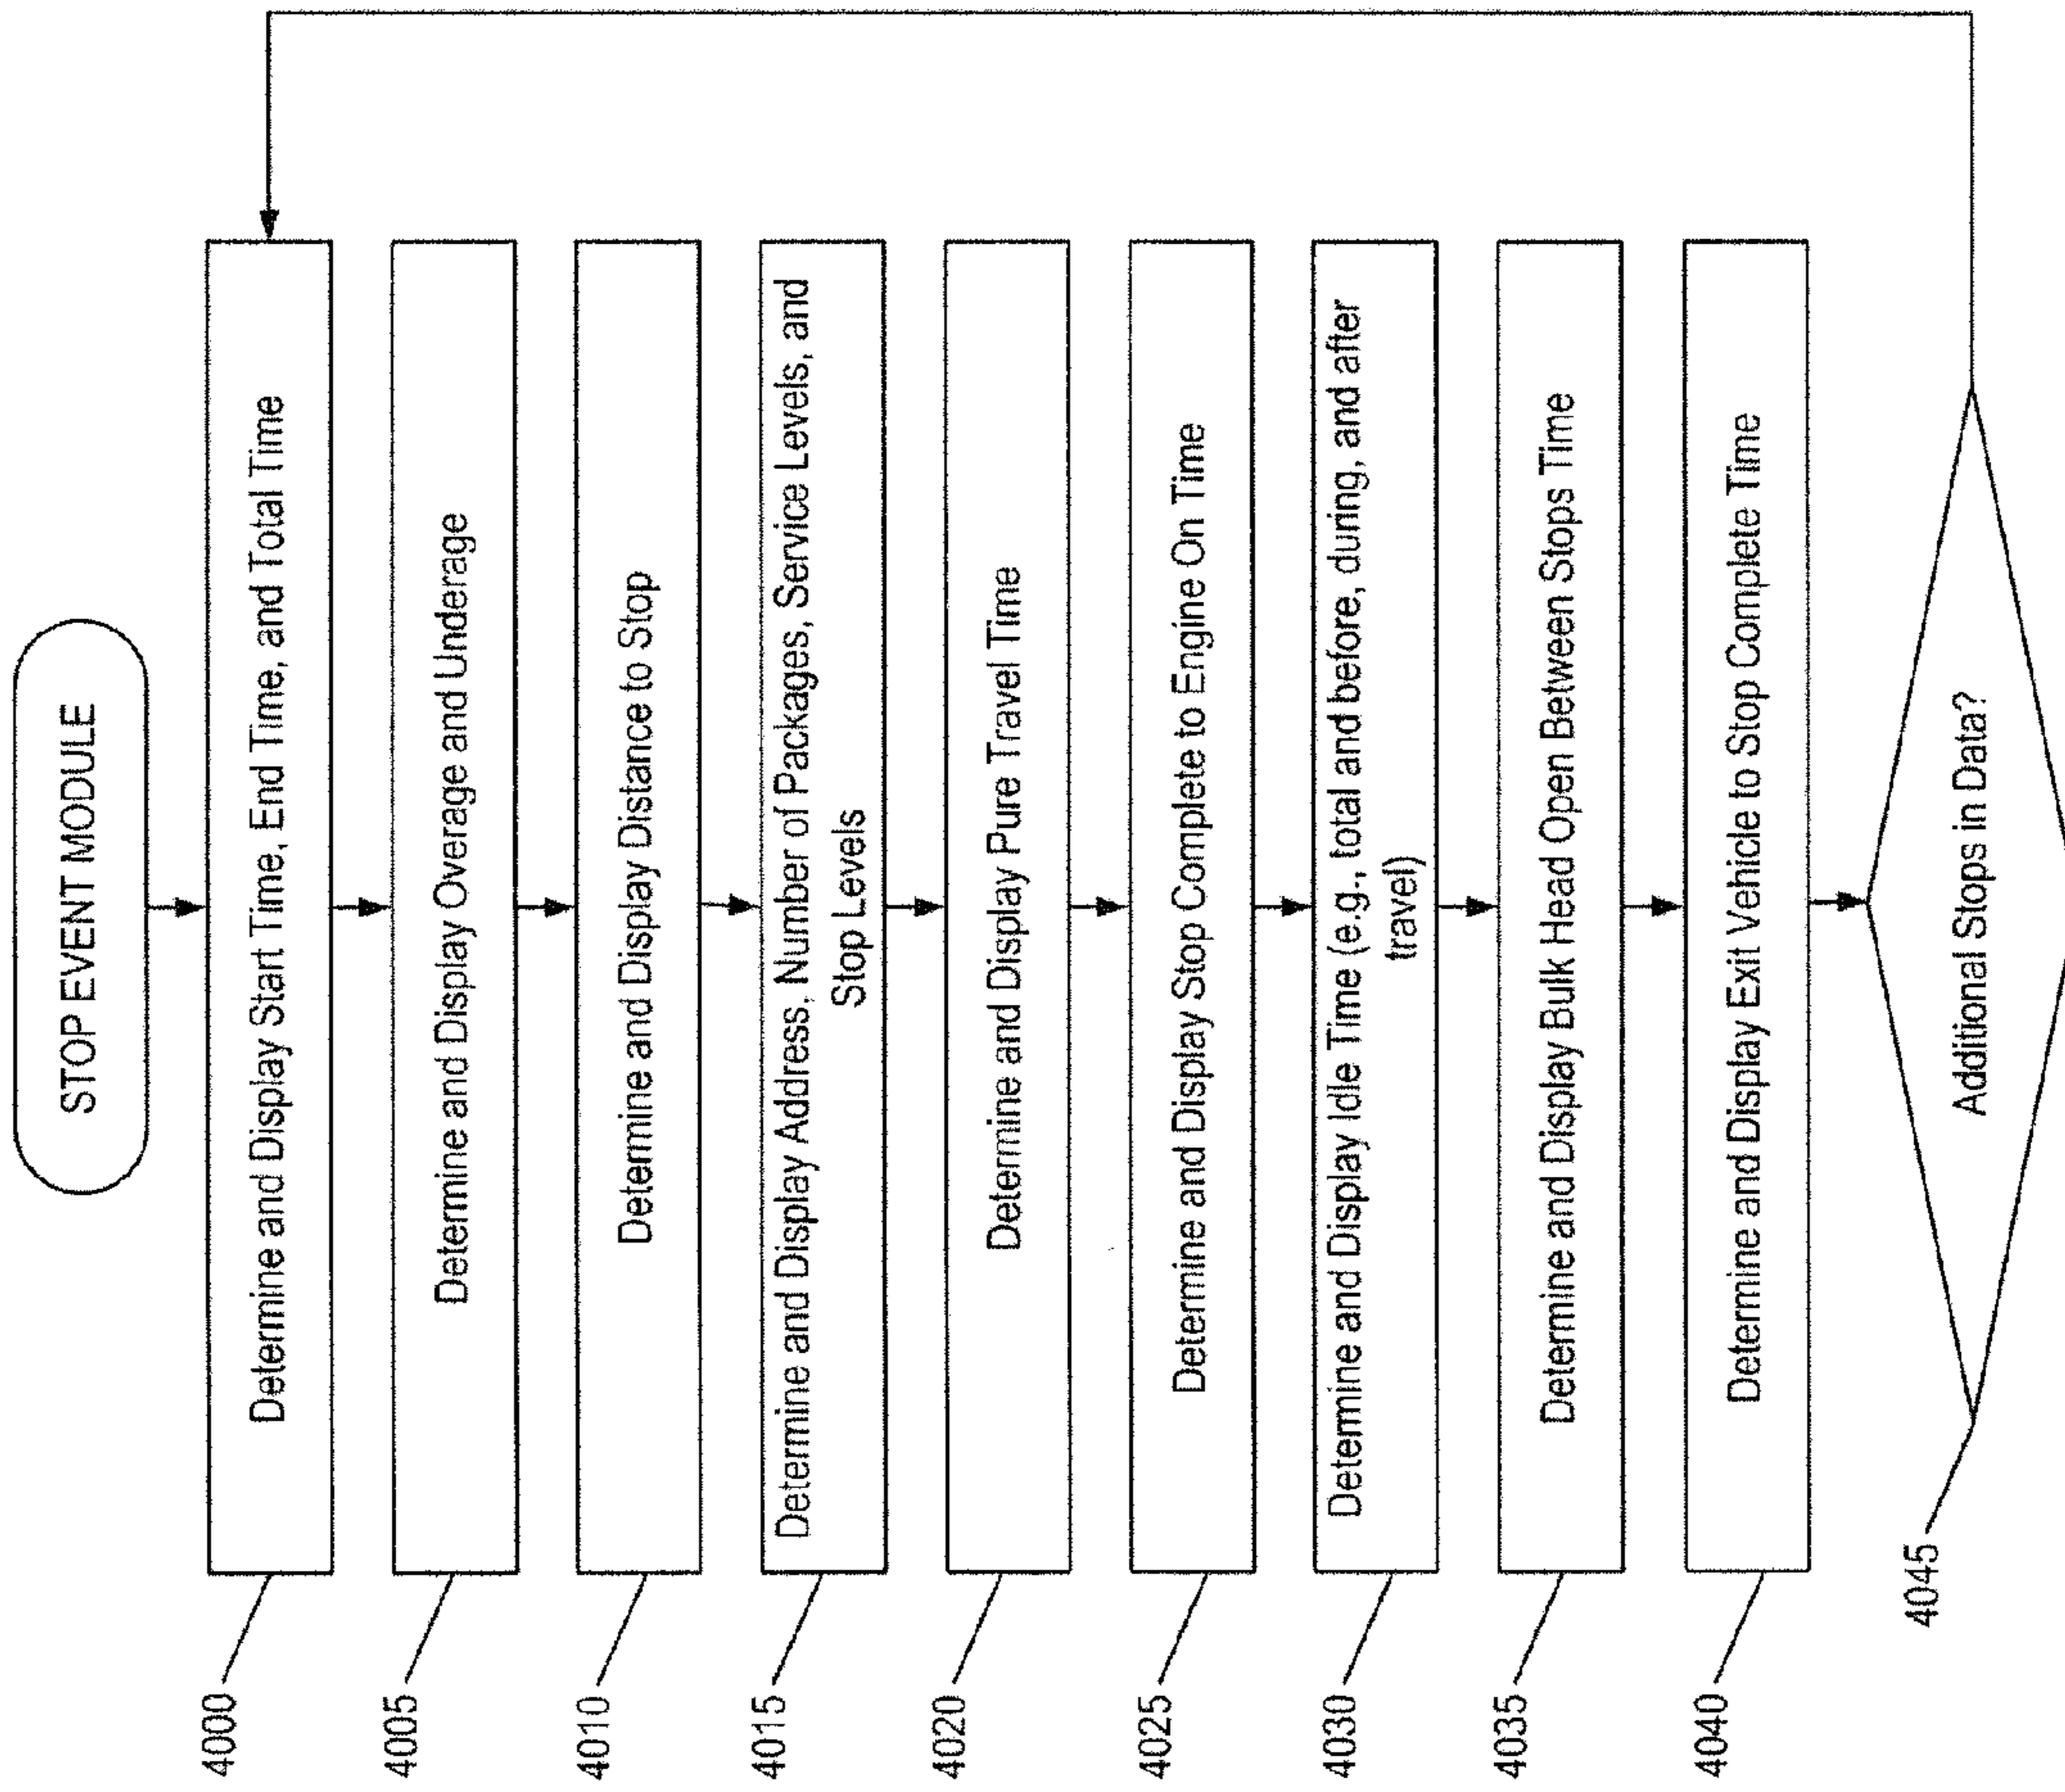 STOP EVENT MODULE
4000
Determine and Display Start Time, End Time, and Total Time
4005
Determine and Display Overage and Underage
4010
Determine and Display Distance to Stop
4015
Determine and Display Address, Number of Packages, Service Levels, and
Stop Levels
4020
Determine and Display Pure Travel Time
4025
Determine and Display Stop Complete to Engine On Time
4030
Determine and Display Idle Time (e.g., total and before, during, and after
travel)
4035
Determine and Display Bulk Head Open Between Stops Time
4040
Determine and Display Exit Vehicle to Stop Complete Time
4045
Additional Stops in Data?